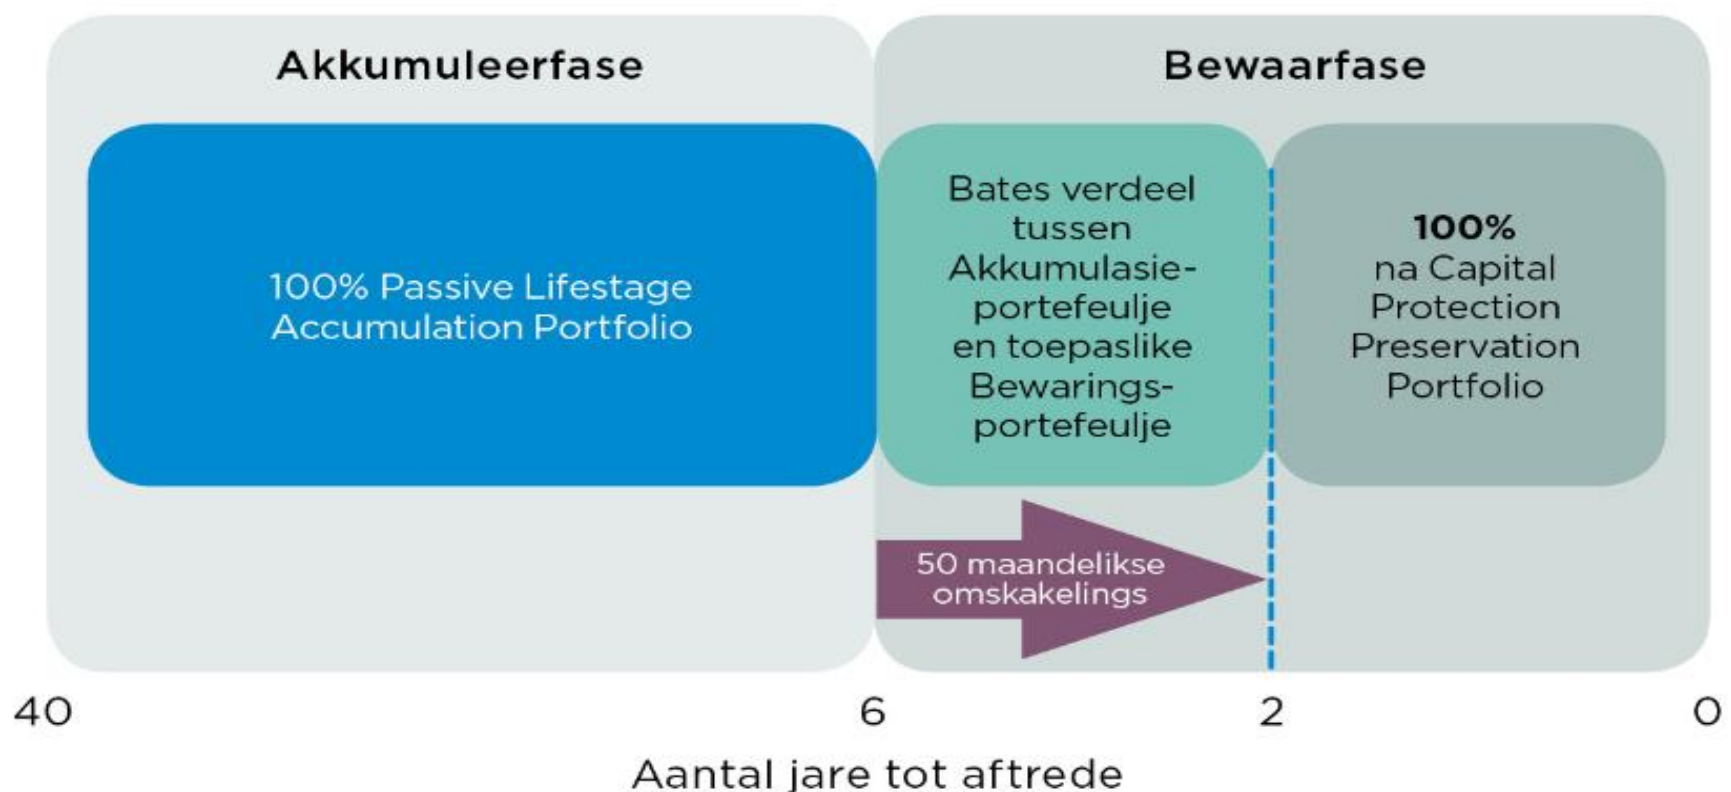 Akkumuleerfase
Bewaarfase
100% Passive Lifestage
Accumulation Portfolio
Bates verdeel
tussen
Akkumulasie-
portefeulje
en toepaslike
Bewarings-
portefeulje
100%
na Capital
Protection
Preservation
Portfolio
50 maandelikse
omskakelings
40
6
2
0
Aantal jare tot aftrede